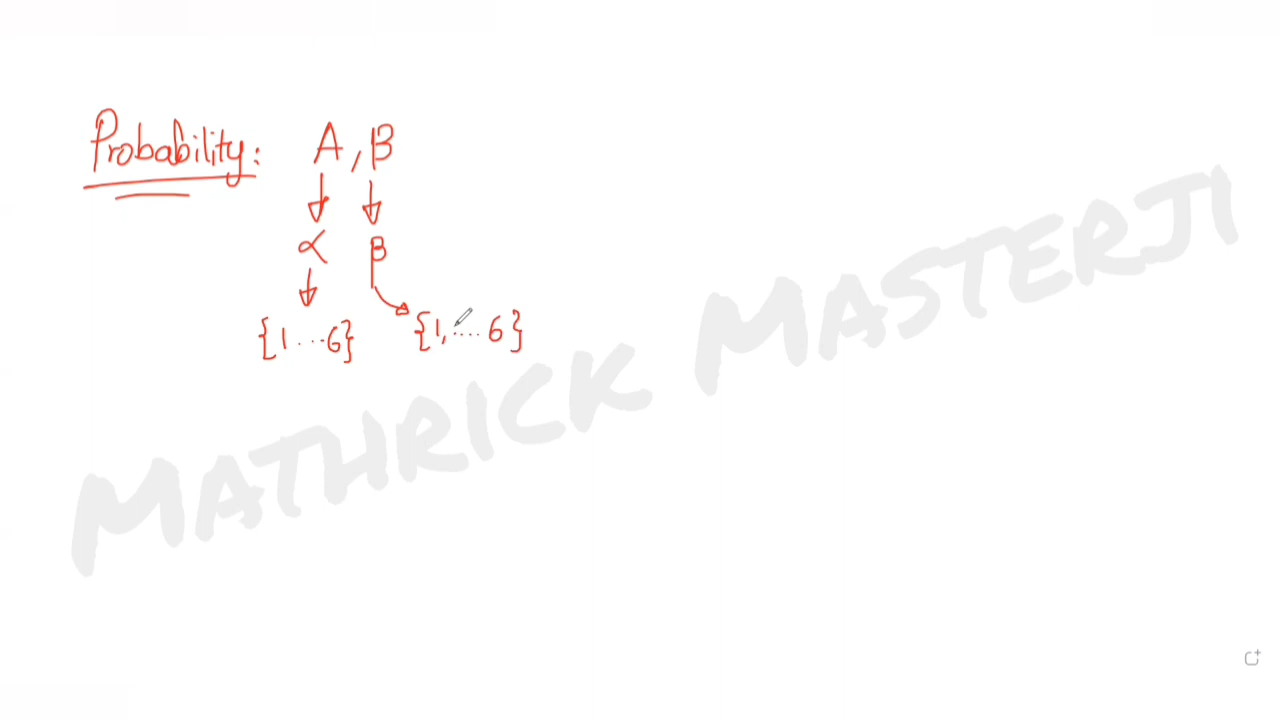 Probability: A, B
α β
{1...6} {1,....6}
MATHRICK MASTERJI